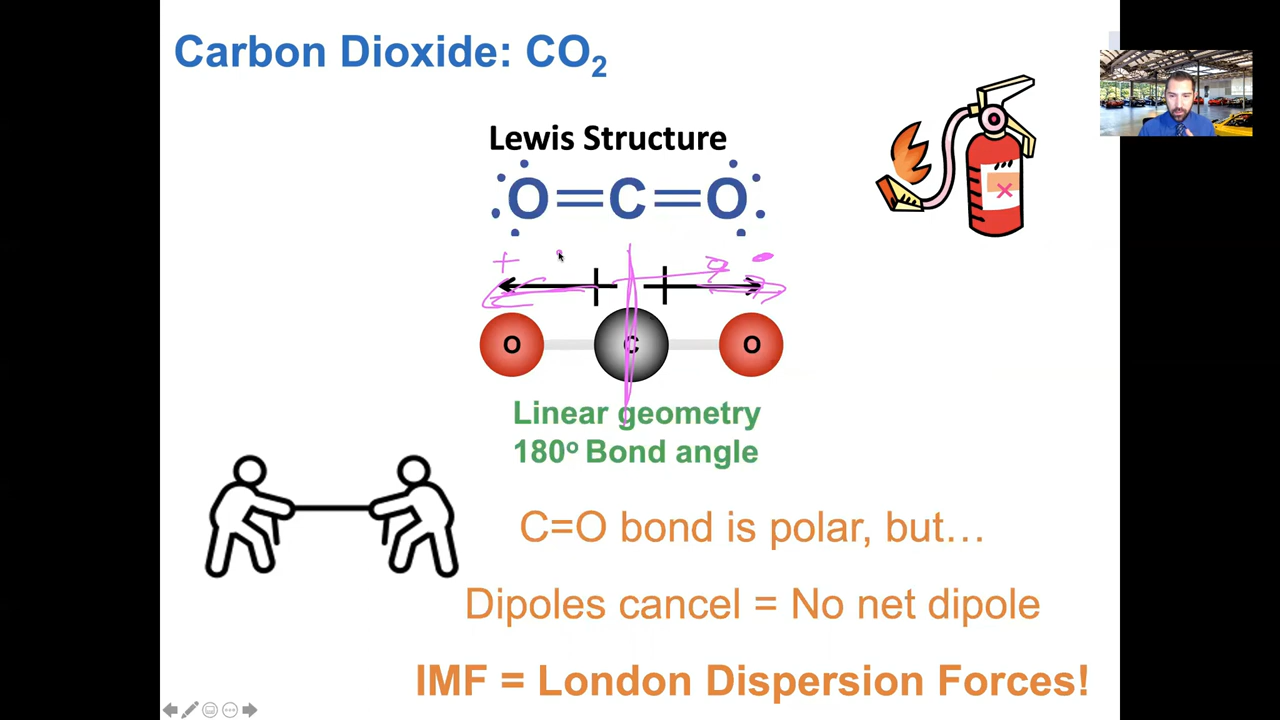 Carbon Dioxide: CO₂
Lewis Structure
O=C=O
+ -
O C O
Linear geometry
180º Bond angle
C=O bond is polar, but…
Dipoles cancel = No net dipole
IMF = London Dispersion Forces!